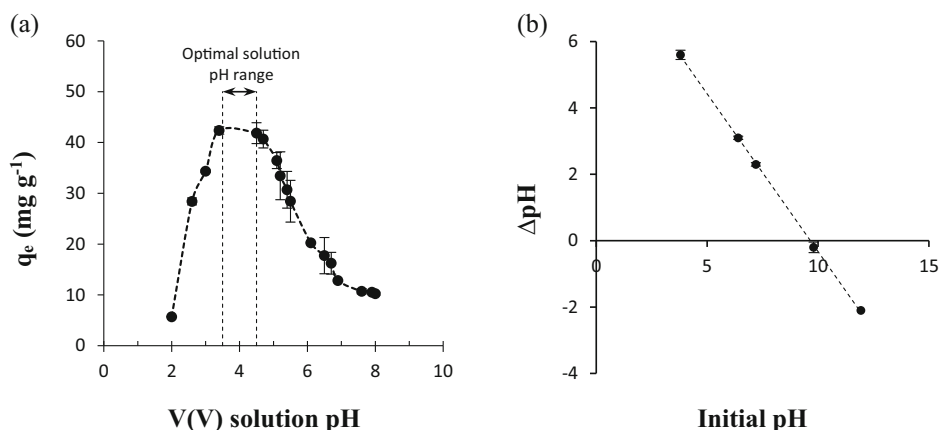 (a)
60
50
40
30
20
10
0
Optimal solution
pH range
qe (mg g-1)
0 2 4 6 8 10
V(V) solution pH
(b)
6
4
2
0
-2
-4
ΔpH
0 5 10 15
Initial pH